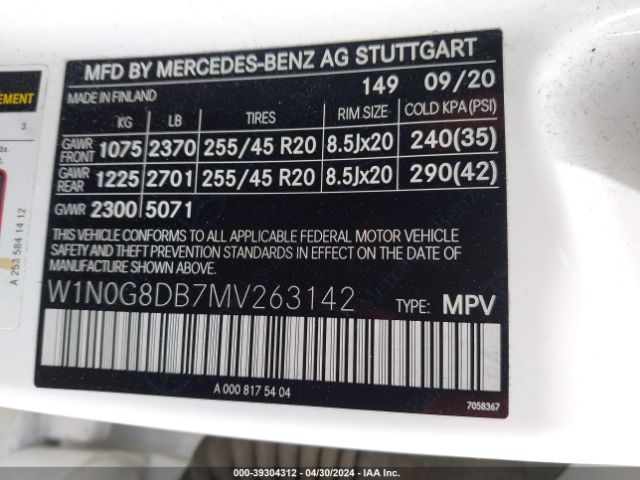 MFD BY MERCEDES-BENZ AG STUTTGART
MADE IN FINLAND 149 09/20
KG LB TIRES RIM SIZE COLD KPA(PSI)
GAWR FRONT 1075 2370 255/45 R20 8.5Jx20 240(35)
GAWR REAR 1225 2701 255/45 R20 8.5Jx20 290(42)
GVWR 2300 5071
THIS VEHICLE CONFORMS TO ALL APPLICABLE FEDERAL MOTOR VEHICLE
SAFETY AND THEFT PREVENTION STANDARDS IN EFFECT ON THE DATE OF
MANUFACTURE SHOWN ABOVE.
W1N0G8DB7MV263142 TYPE: MPV
A 000 817 54 04
7058367
EMENT
3
A 253 584 14 12
000-39304312 - 04/30/2024 - IAA Inc.